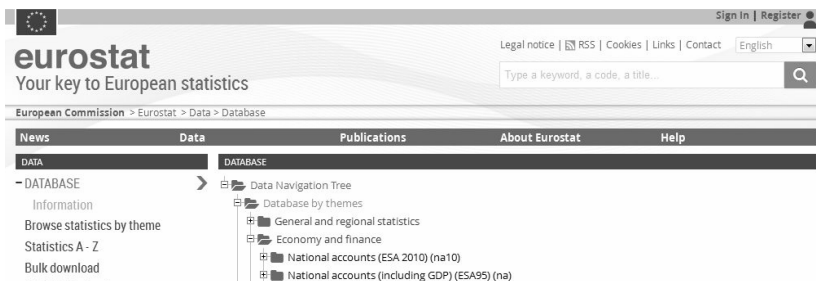 Sign In | Register
Legal notice | RSS | Cookies | Links | Contact English
eurostat
Your key to European statistics
Type a keyword, a code, a title...
European Commission > Eurostat > Data > Database
News Data Publications About Eurostat Help
DATA DATABASE
DATABASE Data Navigation Tree
Information Database by themes
Browse statistics by theme General and regional statistics
Statistics A - Z Economy and finance
Bulk download National accounts (ESA 2010) (na10)
National accounts (including GDP) (ESA95) (na)